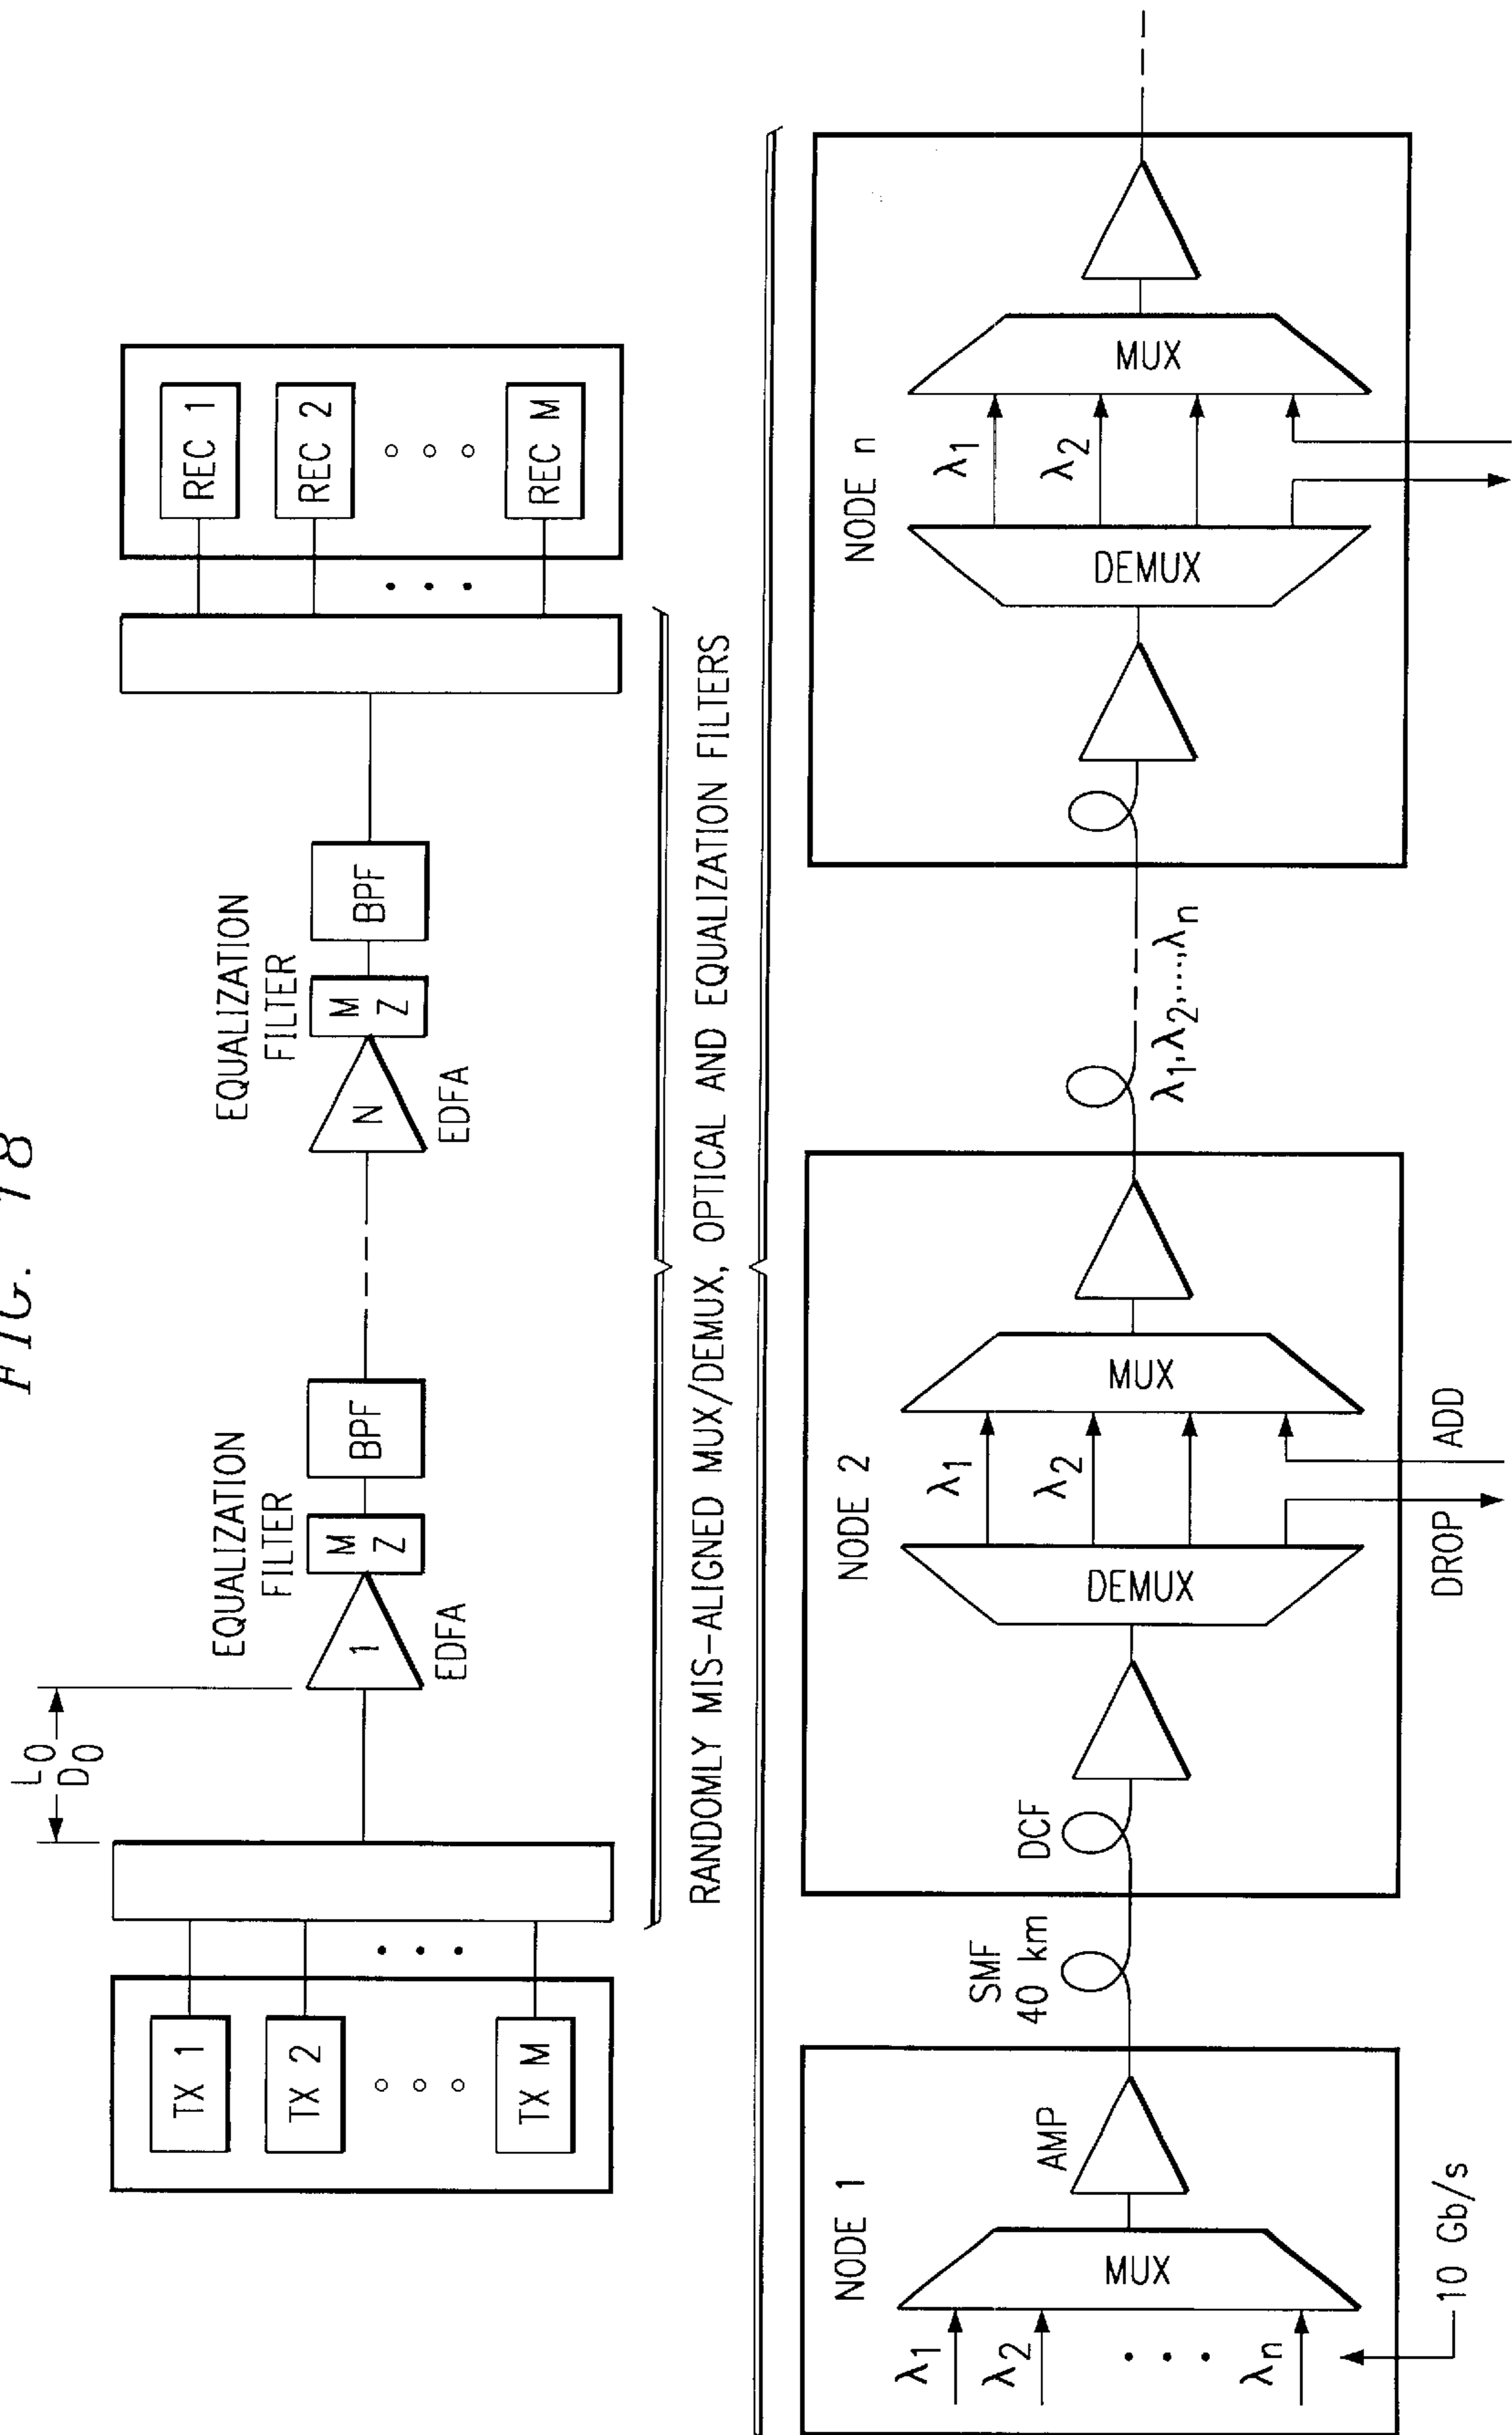 FIG. 18
L0
D0
TX 1
TX 2
TX M
1
EDFA
EQUALIZATION
FILTER
M
Z
BPF
N
EDFA
EQUALIZATION
FILTER
M
Z
BPF
REC 1
REC 2
REC M
RANDOMLY MIS-ALIGNED MUX/DEMUX, OPTICAL AND EQUALIZATION FILTERS
NODE 1
λ1
λ2
λn
MUX
AMP
10 Gb/s
SMF
40 km
DCF
NODE 2
DEMUX
λ1
λ2
MUX
DROP
ADD
λ1,λ2,...,λn
NODE n
DEMUX
λ1
λ2
MUX